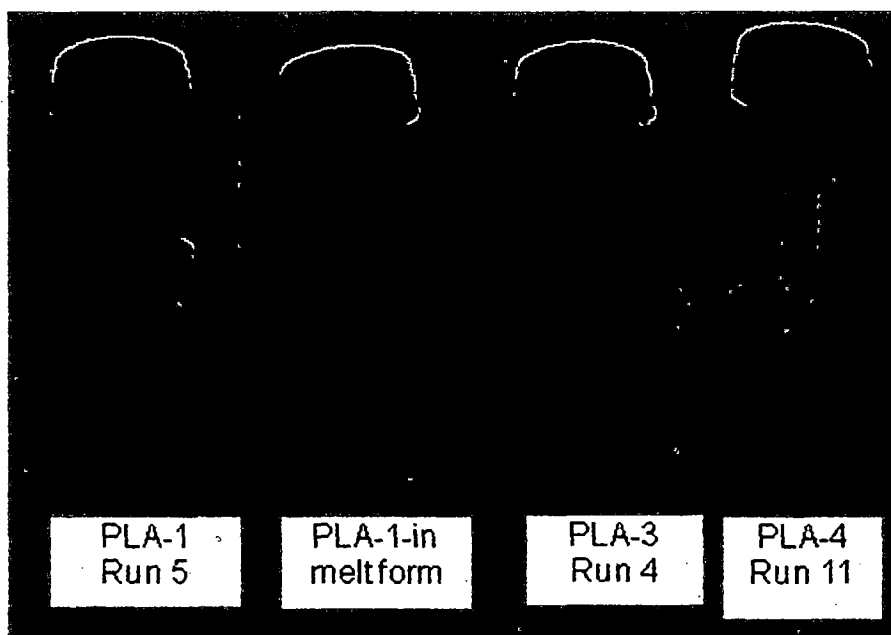 PLA-1
Run 5
PLA-1-in
meltform
PLA-3
Run 4
PLA-4
Run 11